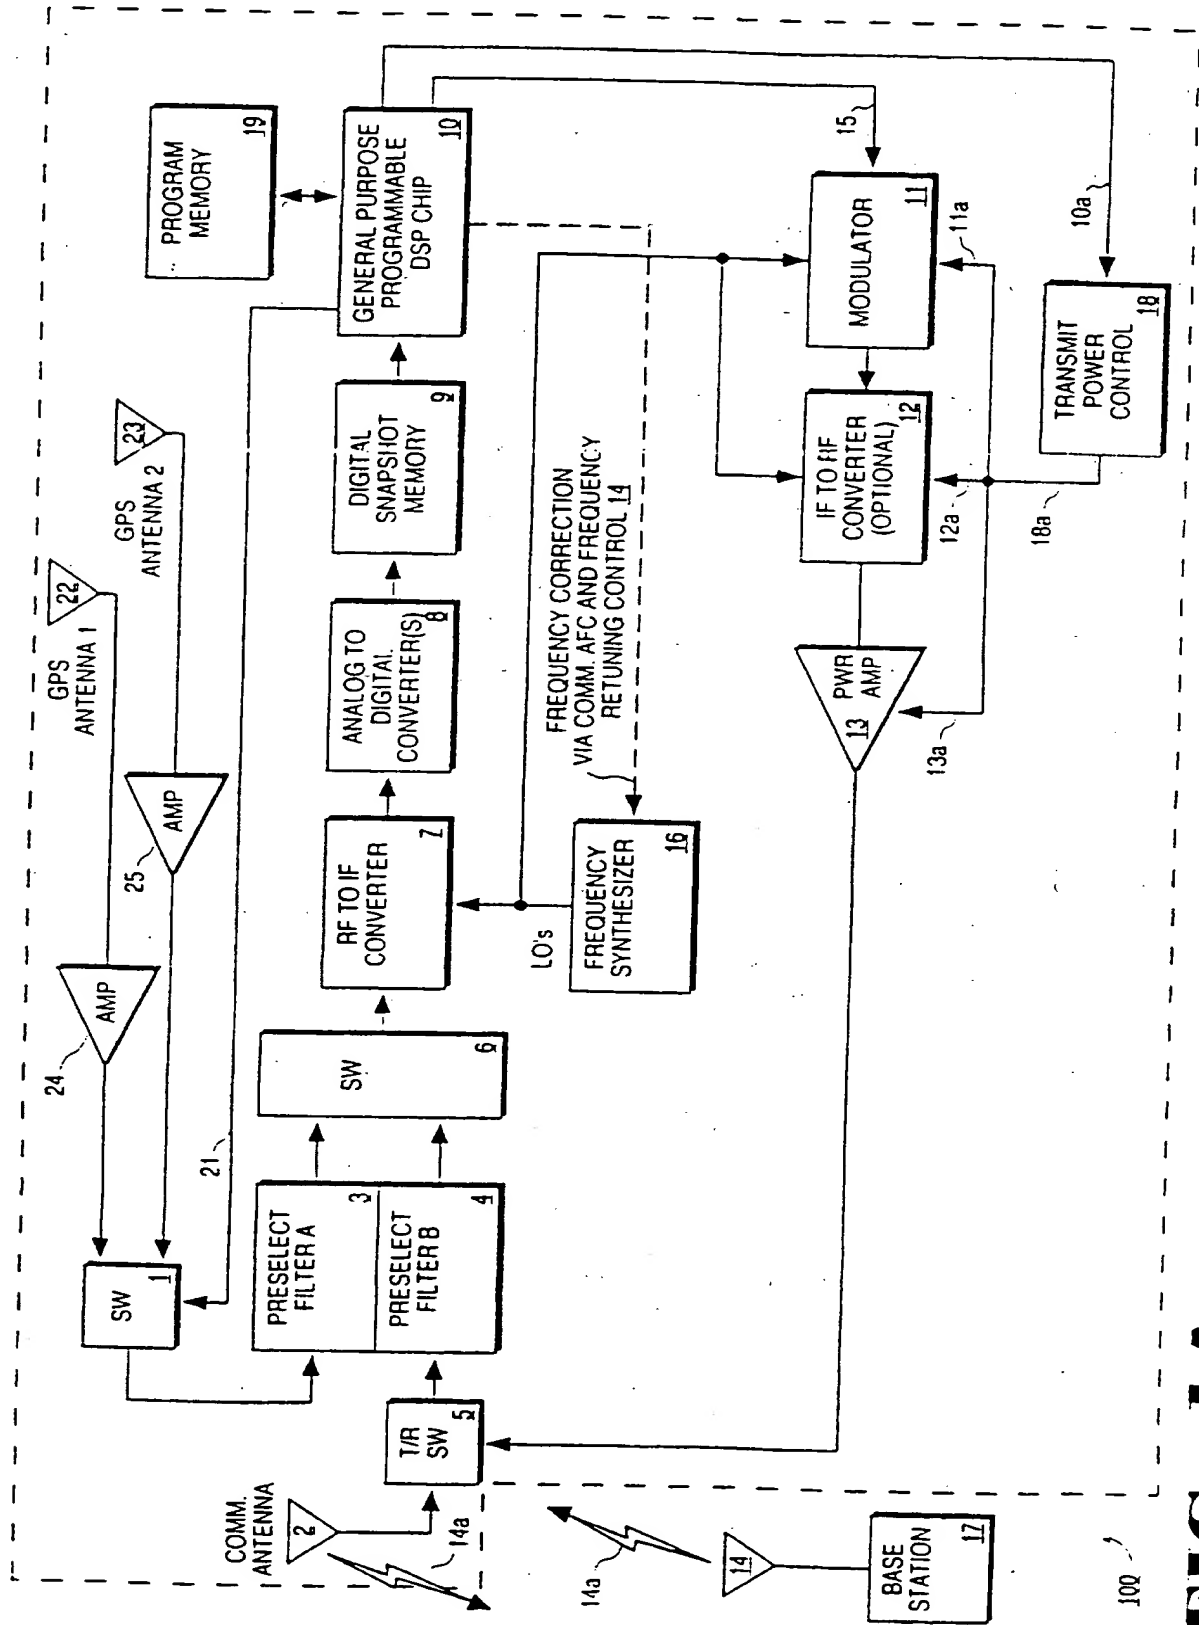 GPS
ANTENNA 1
22
GPS
ANTENNA 2
23
24
AMP
25
AMP
SW
1
21
PROGRAM
MEMORY
19
COMM.
ANTENNA
2
14a
T/R
SW
5
PRESELECT
FILTER A
3
PRESELECT
FILTER B
4
SW
6
RF TO IF
CONVERTER
7
ANALOG TO
DIGITAL
CONVERTER(S)
8
DIGITAL
SNAPSHOT
MEMORY
9
GENERAL PURPOSE
PROGRAMMABLE
DSP CHIP
10
LO's
FREQUENCY
SYNTHESIZER
16
FREQUENCY CORRECTION
VIA COMM. AFC AND FREQUENCY
RETUNING CONTROL 14
PWR
AMP
13
13a
IF TO RF
CONVERTER
(OPTIONAL)
12
12a
MODULATOR
11
11a
15
18a
TRANSMIT
POWER
CONTROL
18
10a
14a
14
BASE
STATION
17
100